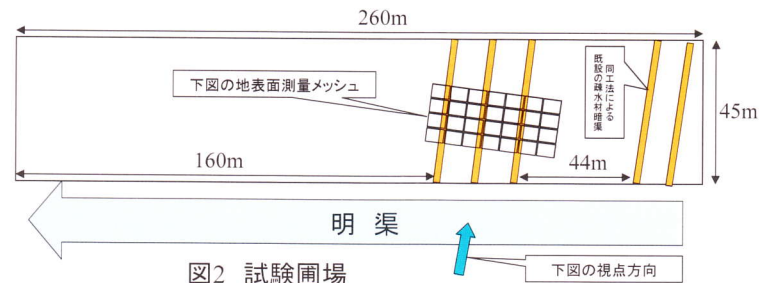 260m
下図の地表面測量メッシュ
同工法による
既設の疎水材暗渠
45m
160m
44m
明 渠
図2 試験圃場
下図の視点方向